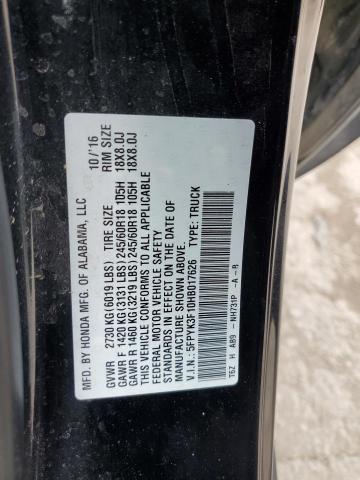 MFD. BY HONDA MFG. OF ALABAMA, LLC 10/'16
GVWR 2730 KG (6019 LBS) TIRE SIZE RIM SIZE
GAWR F 1420 KG (3131 LBS) 245/60R18 105H 18X8.0J
GAWR R 1460 KG (3219 LBS) 245/60R18 105H 18X8.0J
THIS VEHICLE CONFORMS TO ALL APPLICABLE
FEDERAL MOTOR VEHICLE SAFETY
STANDARDS IN EFFECT ON THE DATE OF
MANUFACTURE SHOWN ABOVE.
V.I.N.: 5FPYK3F10HB017626 TYPE: TRUCK
T6Z H A89 - NH731P -A -B